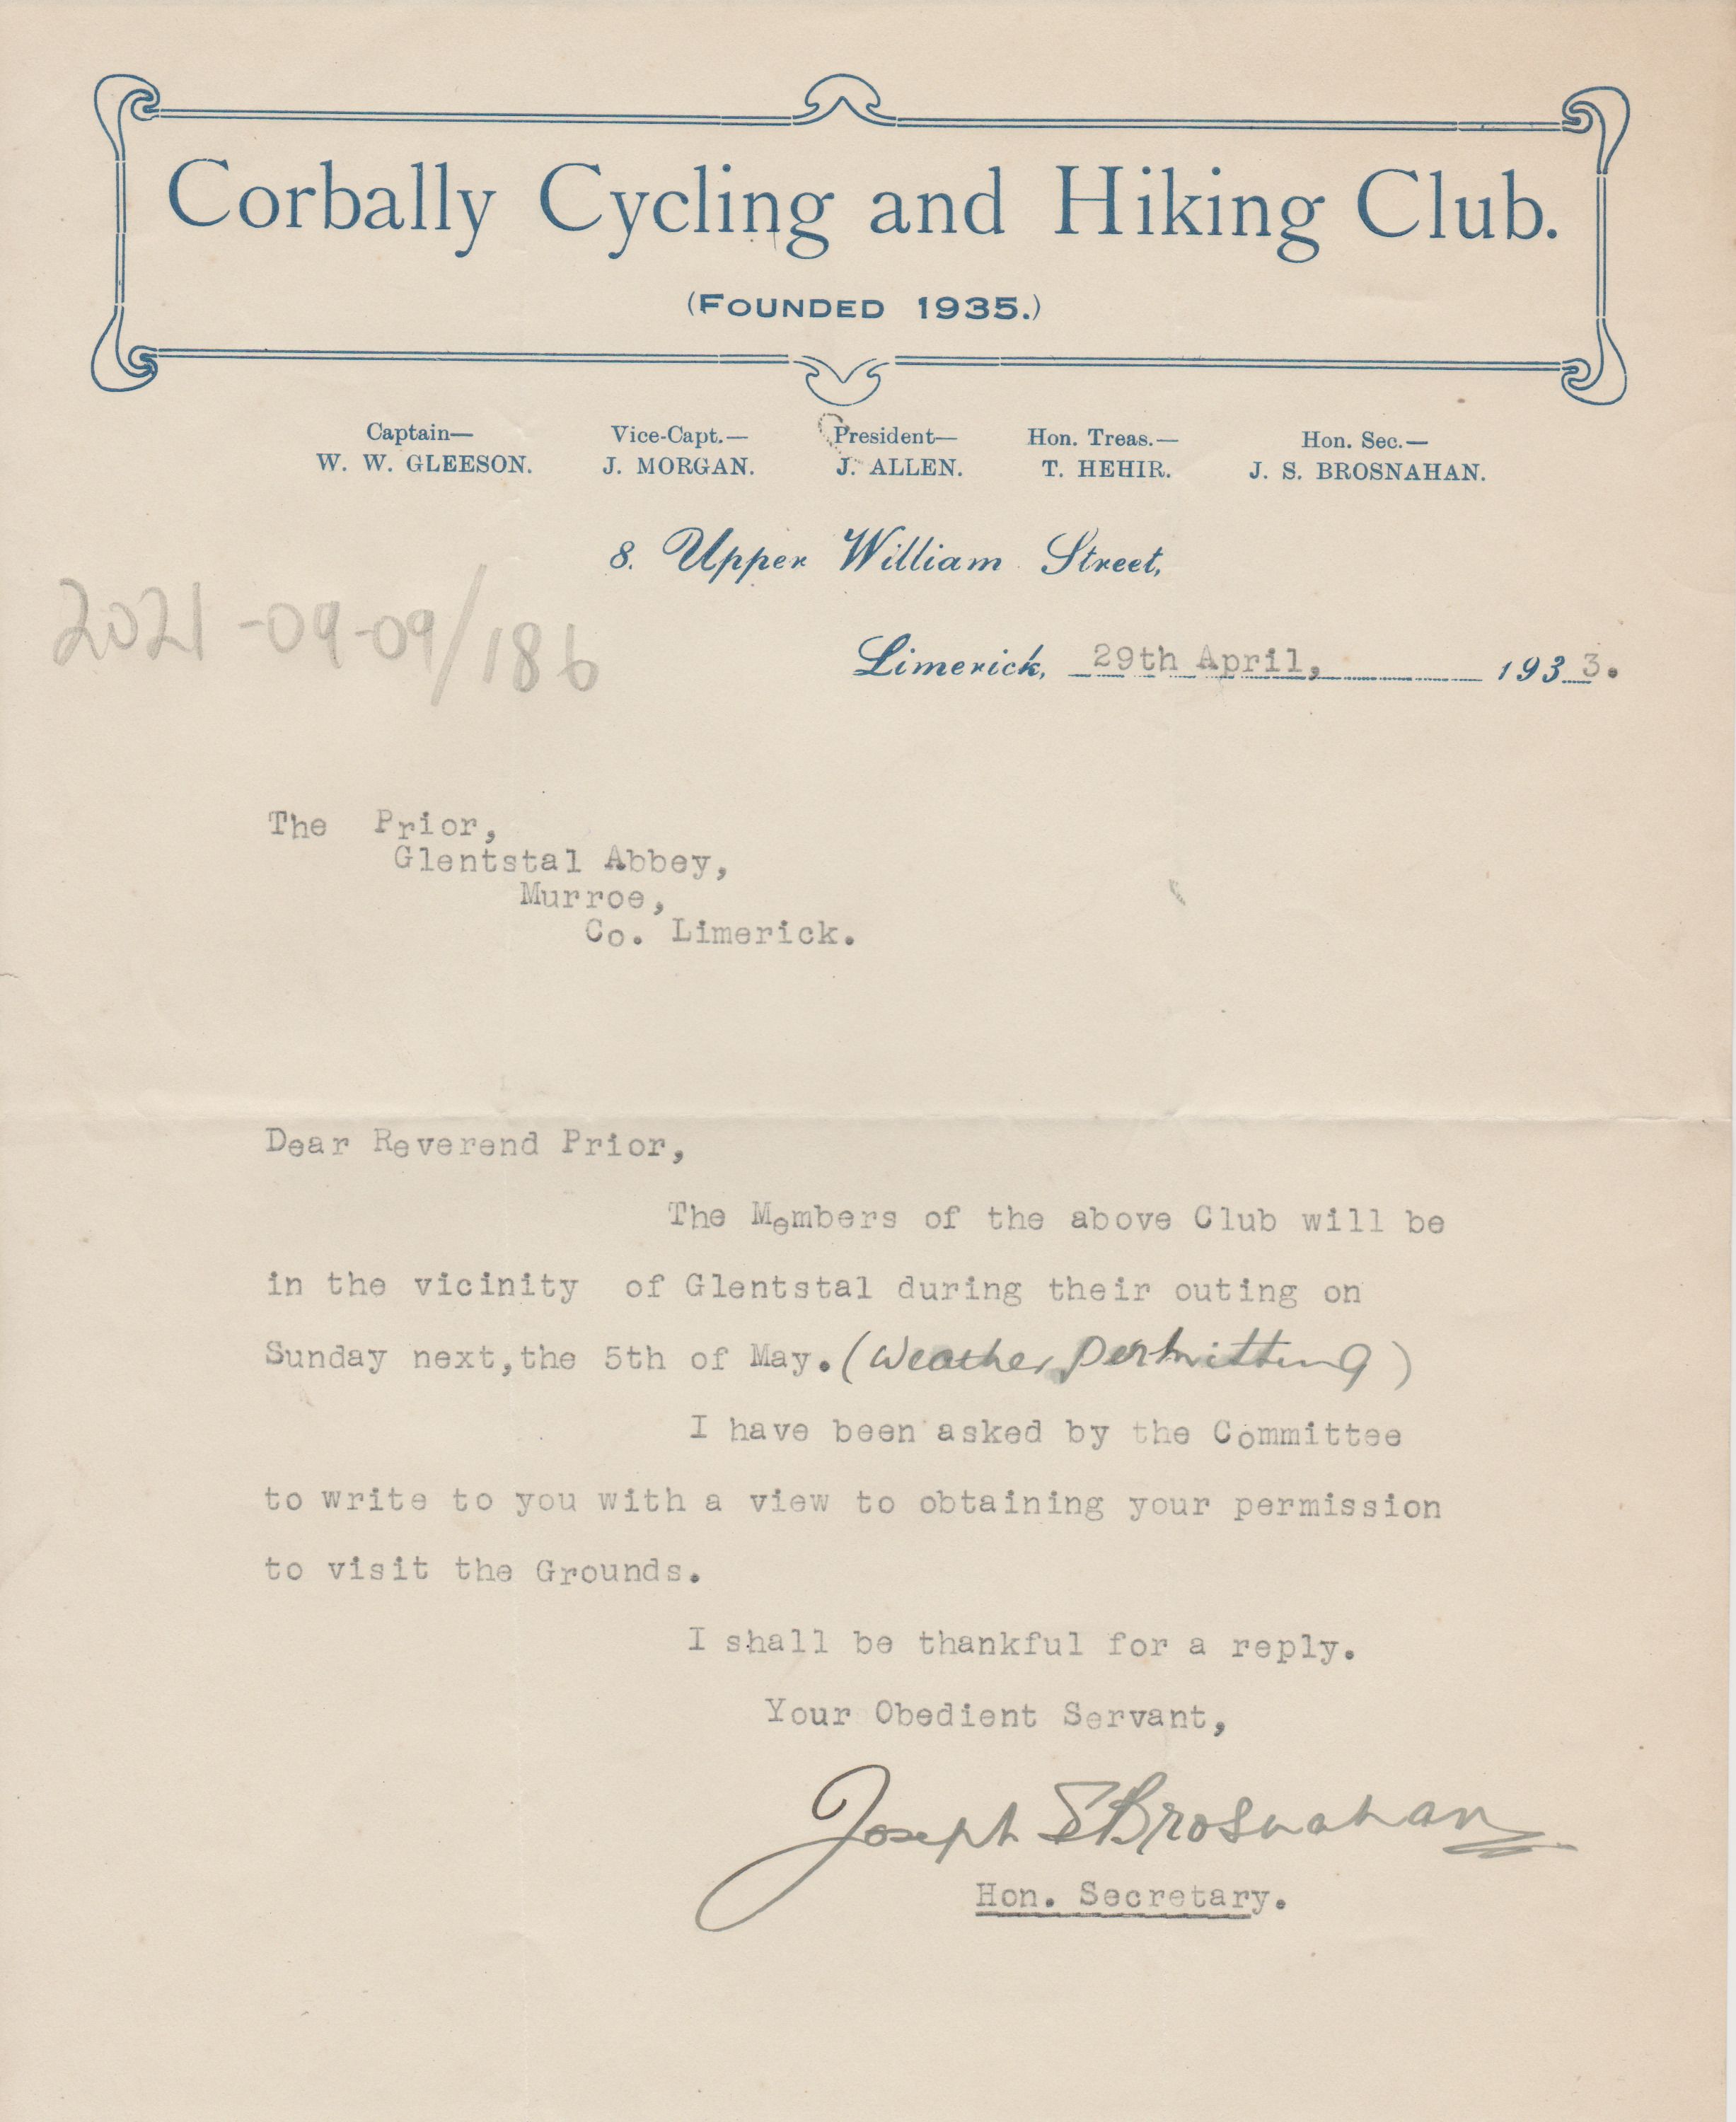 Corbally Cycling and Hiking Club.
(FOUNDED 1935.)
Captain— Vice-Capt.— President— Hon. Treas.— Hon. Sec.—
W. W. GLEESON. J. MORGAN. J. ALLEN. T. HEHIR. J. S. BROSNAHAN.
8. Upper William Street,
2021-09-09/186
Limerick, 29th April, 1933.
The Prior,
Glentstal Abbey,
Murroe,
Co. Limerick.
Dear Reverend Prior,
The Members of the above Club will be
in the vicinity of Glentstal during their outing on
Sunday next,the 5th of May.(Weather permitting)
I have been asked by the Committee
to write to you with a view to obtaining your permission
to visit the Grounds.
I shall be thankful for a reply.
Your Obedient Servant,
Joseph S Brosnahan
Hon. Secretary.